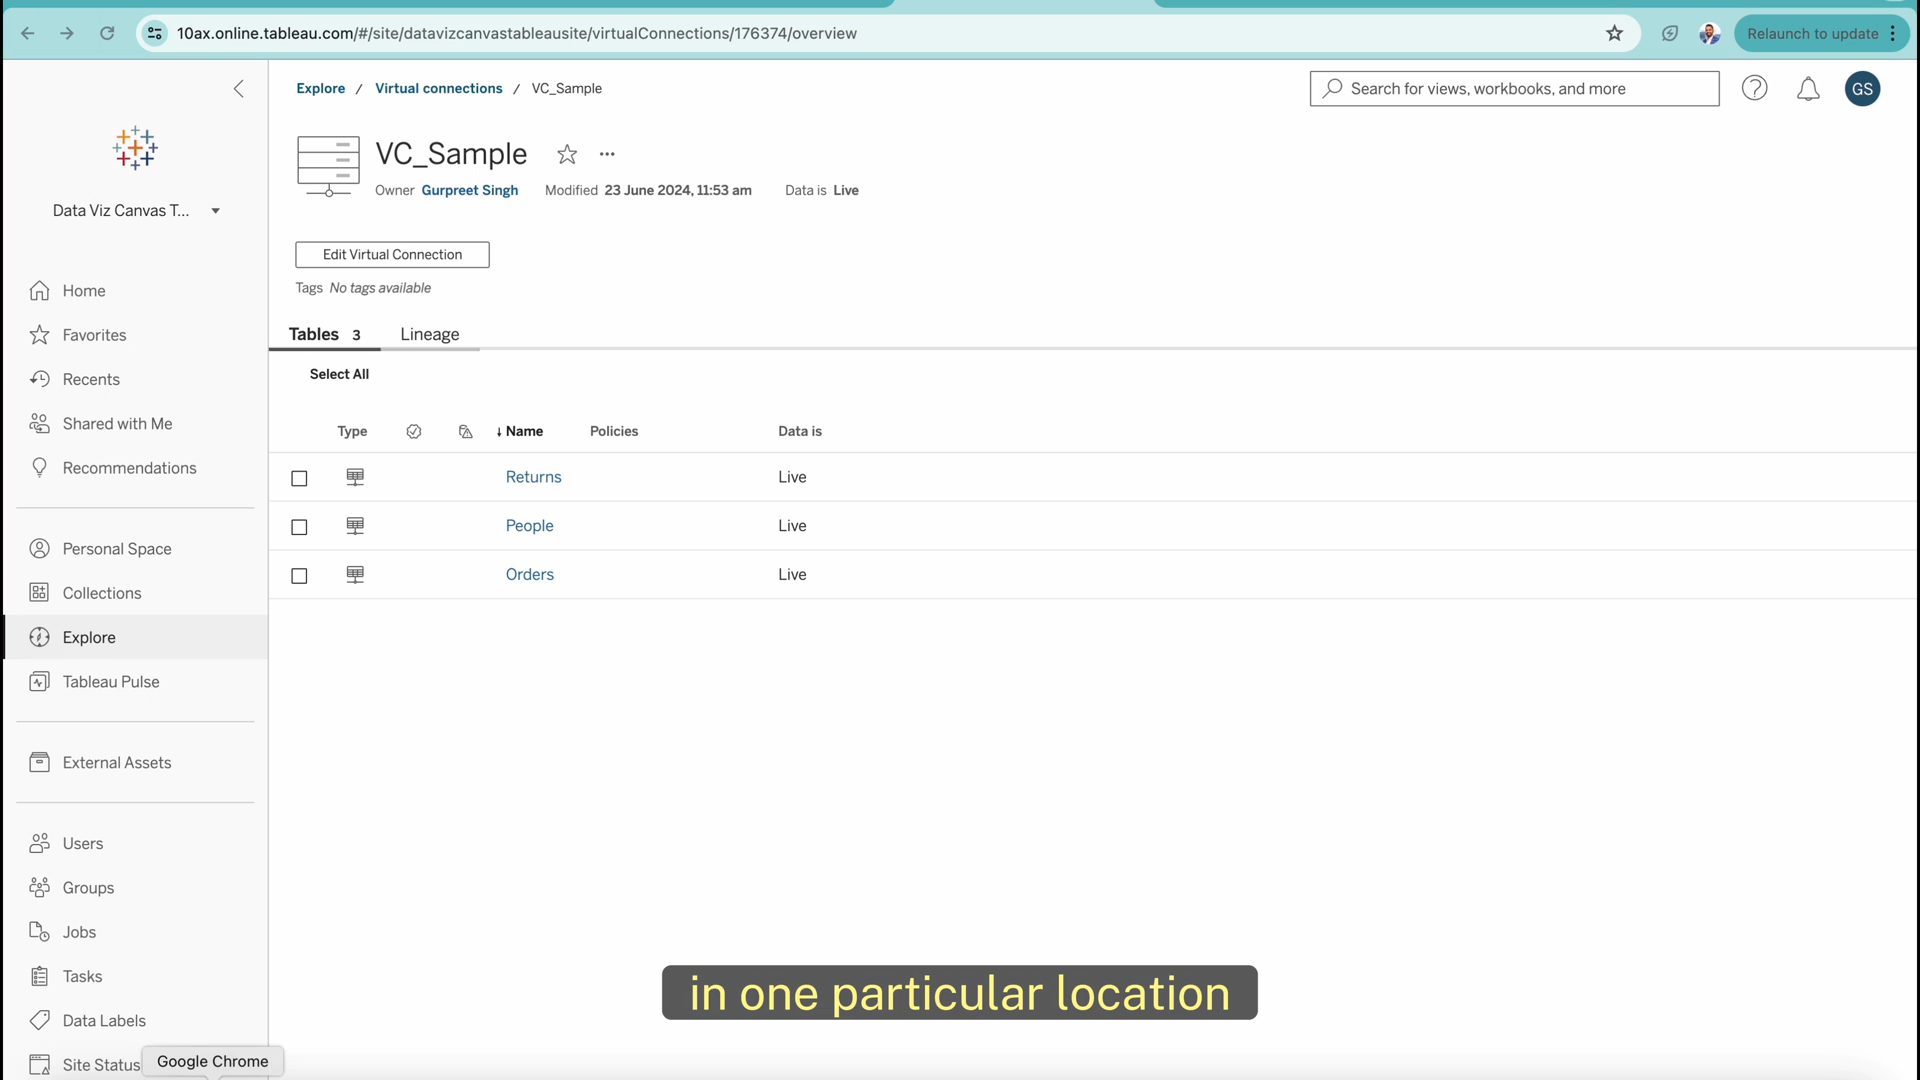 10ax.online.tableau.com/#/site/datavizcanvastableausite/virtualConnections/176374/overview
Relaunch to update
Explore / Virtual connections / VC_Sample
Search for views, workbooks, and more
GS
VC_Sample
Owner Gurpreet Singh Modified 23 June 2024, 11:53 am Data is Live
Data Viz Canvas T...
Edit Virtual Connection
Tags No tags available
Home
Favorites
Recents
Shared with Me
Recommendations
Personal Space
Collections
Explore
Tableau Pulse
External Assets
Users
Groups
Jobs
Tasks
Data Labels
Site Status
Tables 3 Lineage
Select All
Type ↓ Name Policies Data is
Returns Live
People Live
Orders Live
in one particular location
Google Chrome